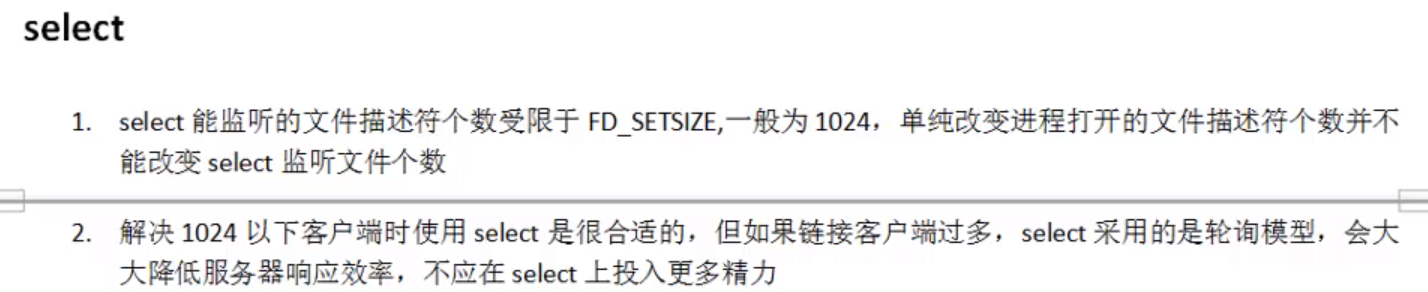 select
1. select 能监听的文件描述符个数受限于 FD_SETSIZE,一般为 1024，单纯改变进程打开的文件描述符个数并不
能改变 select 监听文件个数
2. 解决 1024 以下客户端时使用 select 是很合适的，但如果链接客户端过多，select 采用的是轮询模型，会大
大降低服务器响应效率，不应在 select 上投入更多精力